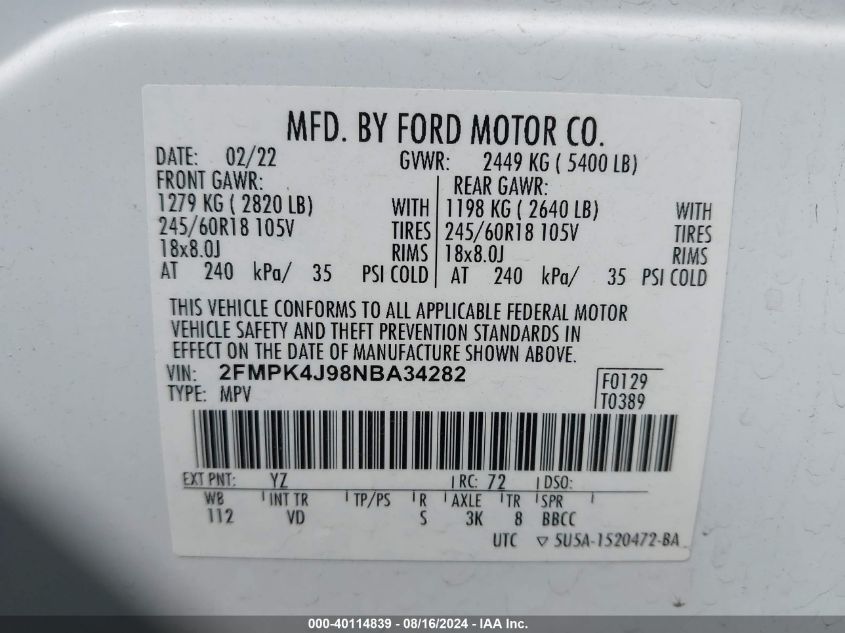 MFD. BY FORD MOTOR CO.
DATE: 02/22 GVWR: 2449 KG ( 5400 LB)
FRONT GAWR: REAR GAWR:
1279 KG ( 2820 LB) WITH 1198 KG ( 2640 LB) WITH
245/60R18 105V TIRES 245/60R18 105V TIRES
18x8.0J RIMS 18x8.0J RIMS
AT 240 kPa/ 35 PSI COLD AT 240 kPa/ 35 PSI COLD
THIS VEHICLE CONFORMS TO ALL APPLICABLE FEDERAL MOTOR
VEHICLE SAFETY AND THEFT PREVENTION STANDARDS IN
EFFECT ON THE DATE OF MANUFACTURE SHOWN ABOVE.
VIN: 2FMPK4J98NBA34282 F0129
TYPE: MPV T0389
EXT PNT: YZ RC: 72 DSO:
WB INT TR TP/PS R AXLE TR SPR
112 VD S 3K 8 BBCC
UTC ▽ SU5A-1520472-BA
000-40114839 - 08/16/2024 - IAA Inc.